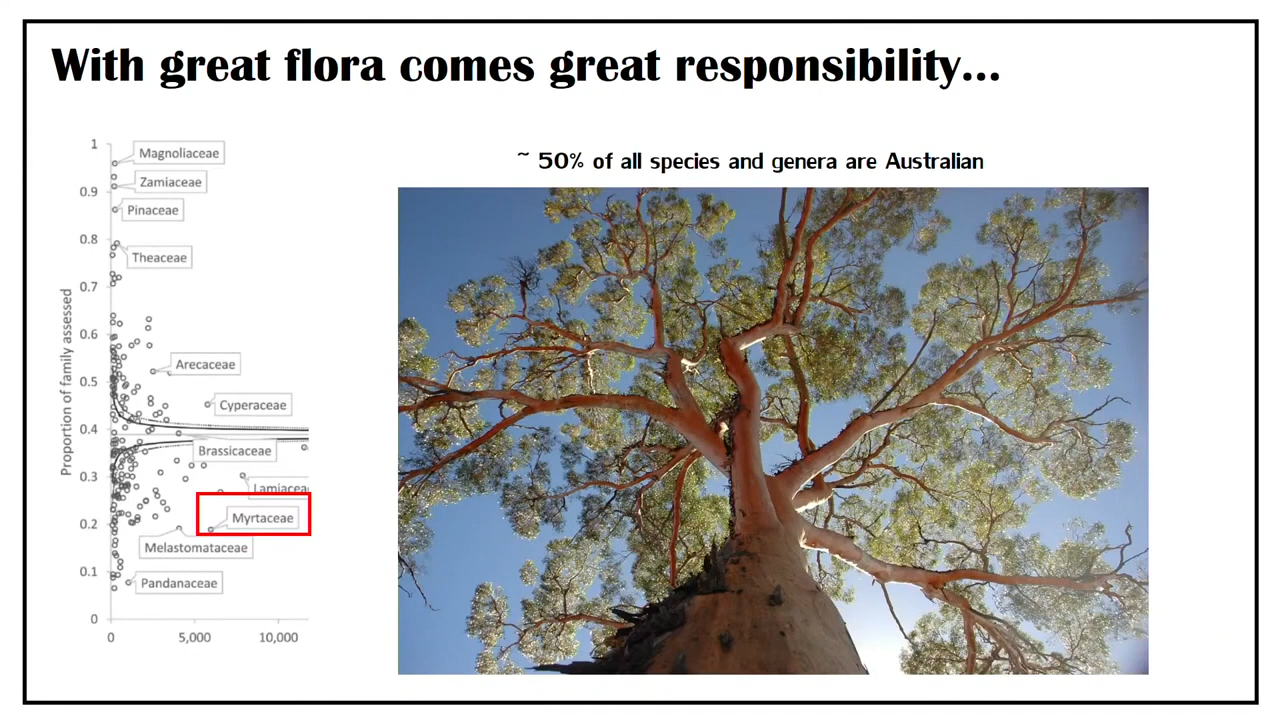 With great flora comes great responsibility...
~ 50% of all species and genera are Australian
Proportion of family assessed
1
0.9
0.8
0.7
0.6
0.5
0.4
0.3
0.2
0.1
0
0
5,000
10,000
Magnoliaceae
Zamiaceae
Pinaceae
Theaceae
Arecaceae
Cyperaceae
Brassicaceae
Lamiacea
Myrtaceae
Melastomataceae
Pandanaceae